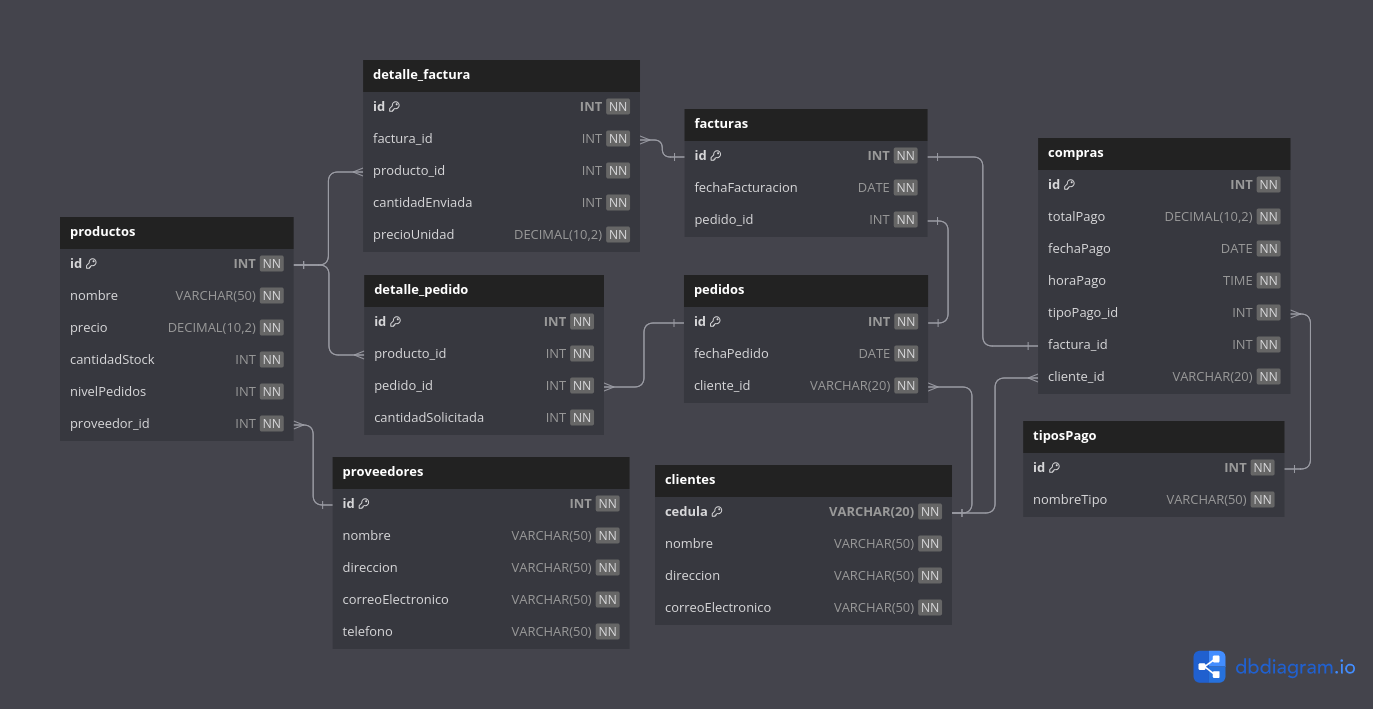 detalle_factura
id INT NN
factura_id INT NN
producto_id INT NN
cantidadEnviada INT NN
precioUnidad DECIMAL(10,2) NN
facturas
id INT NN
fechaFacturacion DATE NN
pedido_id INT NN
compras
id INT NN
totalPago DECIMAL(10,2) NN
fechaPago DATE NN
horaPago TIME NN
tipoPago_id INT NN
factura_id INT NN
cliente_id VARCHAR(20) NN
productos
id INT NN
nombre VARCHAR(50) NN
precio DECIMAL(10,2) NN
cantidadStock INT NN
nivelPedidos INT NN
proveedor_id INT NN
detalle_pedido
id INT NN
producto_id INT NN
pedido_id INT NN
cantidadSolicitada INT NN
pedidos
id INT NN
fechaPedido DATE NN
cliente_id VARCHAR(20) NN
tiposPago
id INT NN
nombreTipo VARCHAR(50) NN
proveedores
id INT NN
nombre VARCHAR(50) NN
direccion VARCHAR(50) NN
correoElectronico VARCHAR(50) NN
telefono VARCHAR(50) NN
clientes
cedula VARCHAR(20) NN
nombre VARCHAR(50) NN
direccion VARCHAR(50) NN
correoElectronico VARCHAR(50) NN
dbdiagram.io